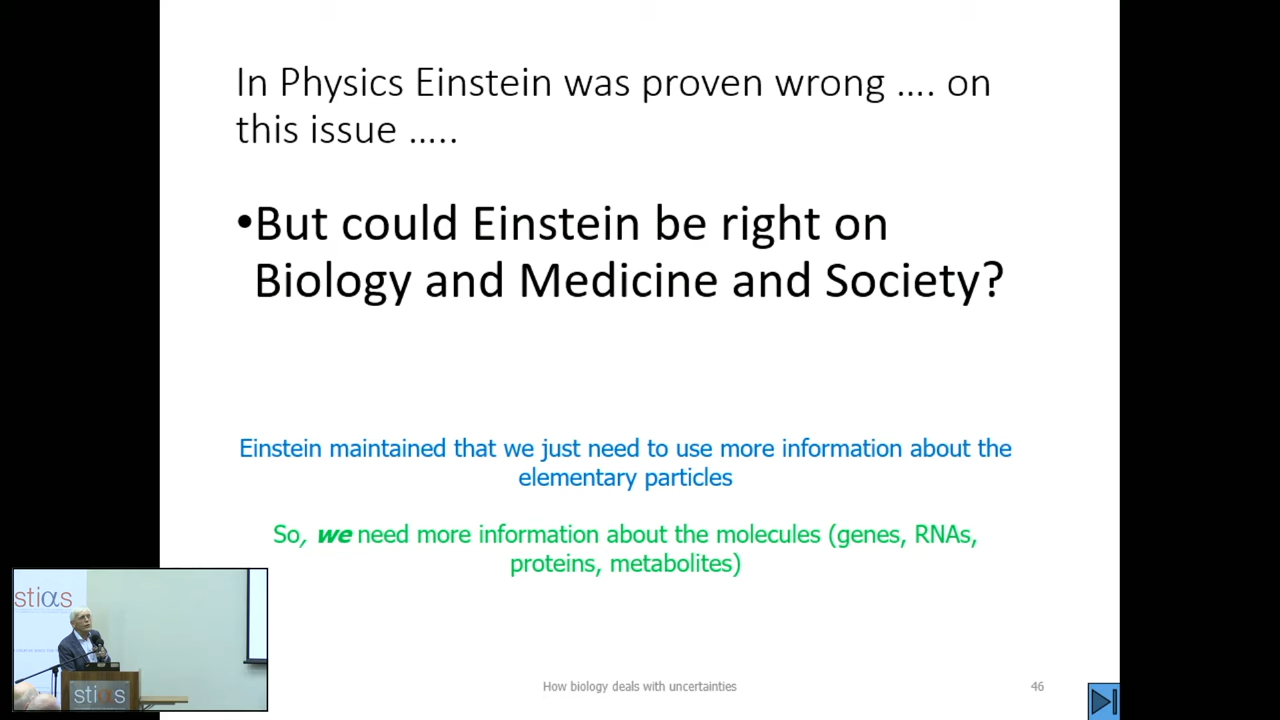 In Physics Einstein was proven wrong .... on
this issue .....
•But could Einstein be right on
Biology and Medicine and Society?
Einstein maintained that we just need to use more information about the
elementary particles
So, we need more information about the molecules (genes, RNAs,
proteins, metabolites)
stiαs
stiαs
How biology deals with uncertainties
46